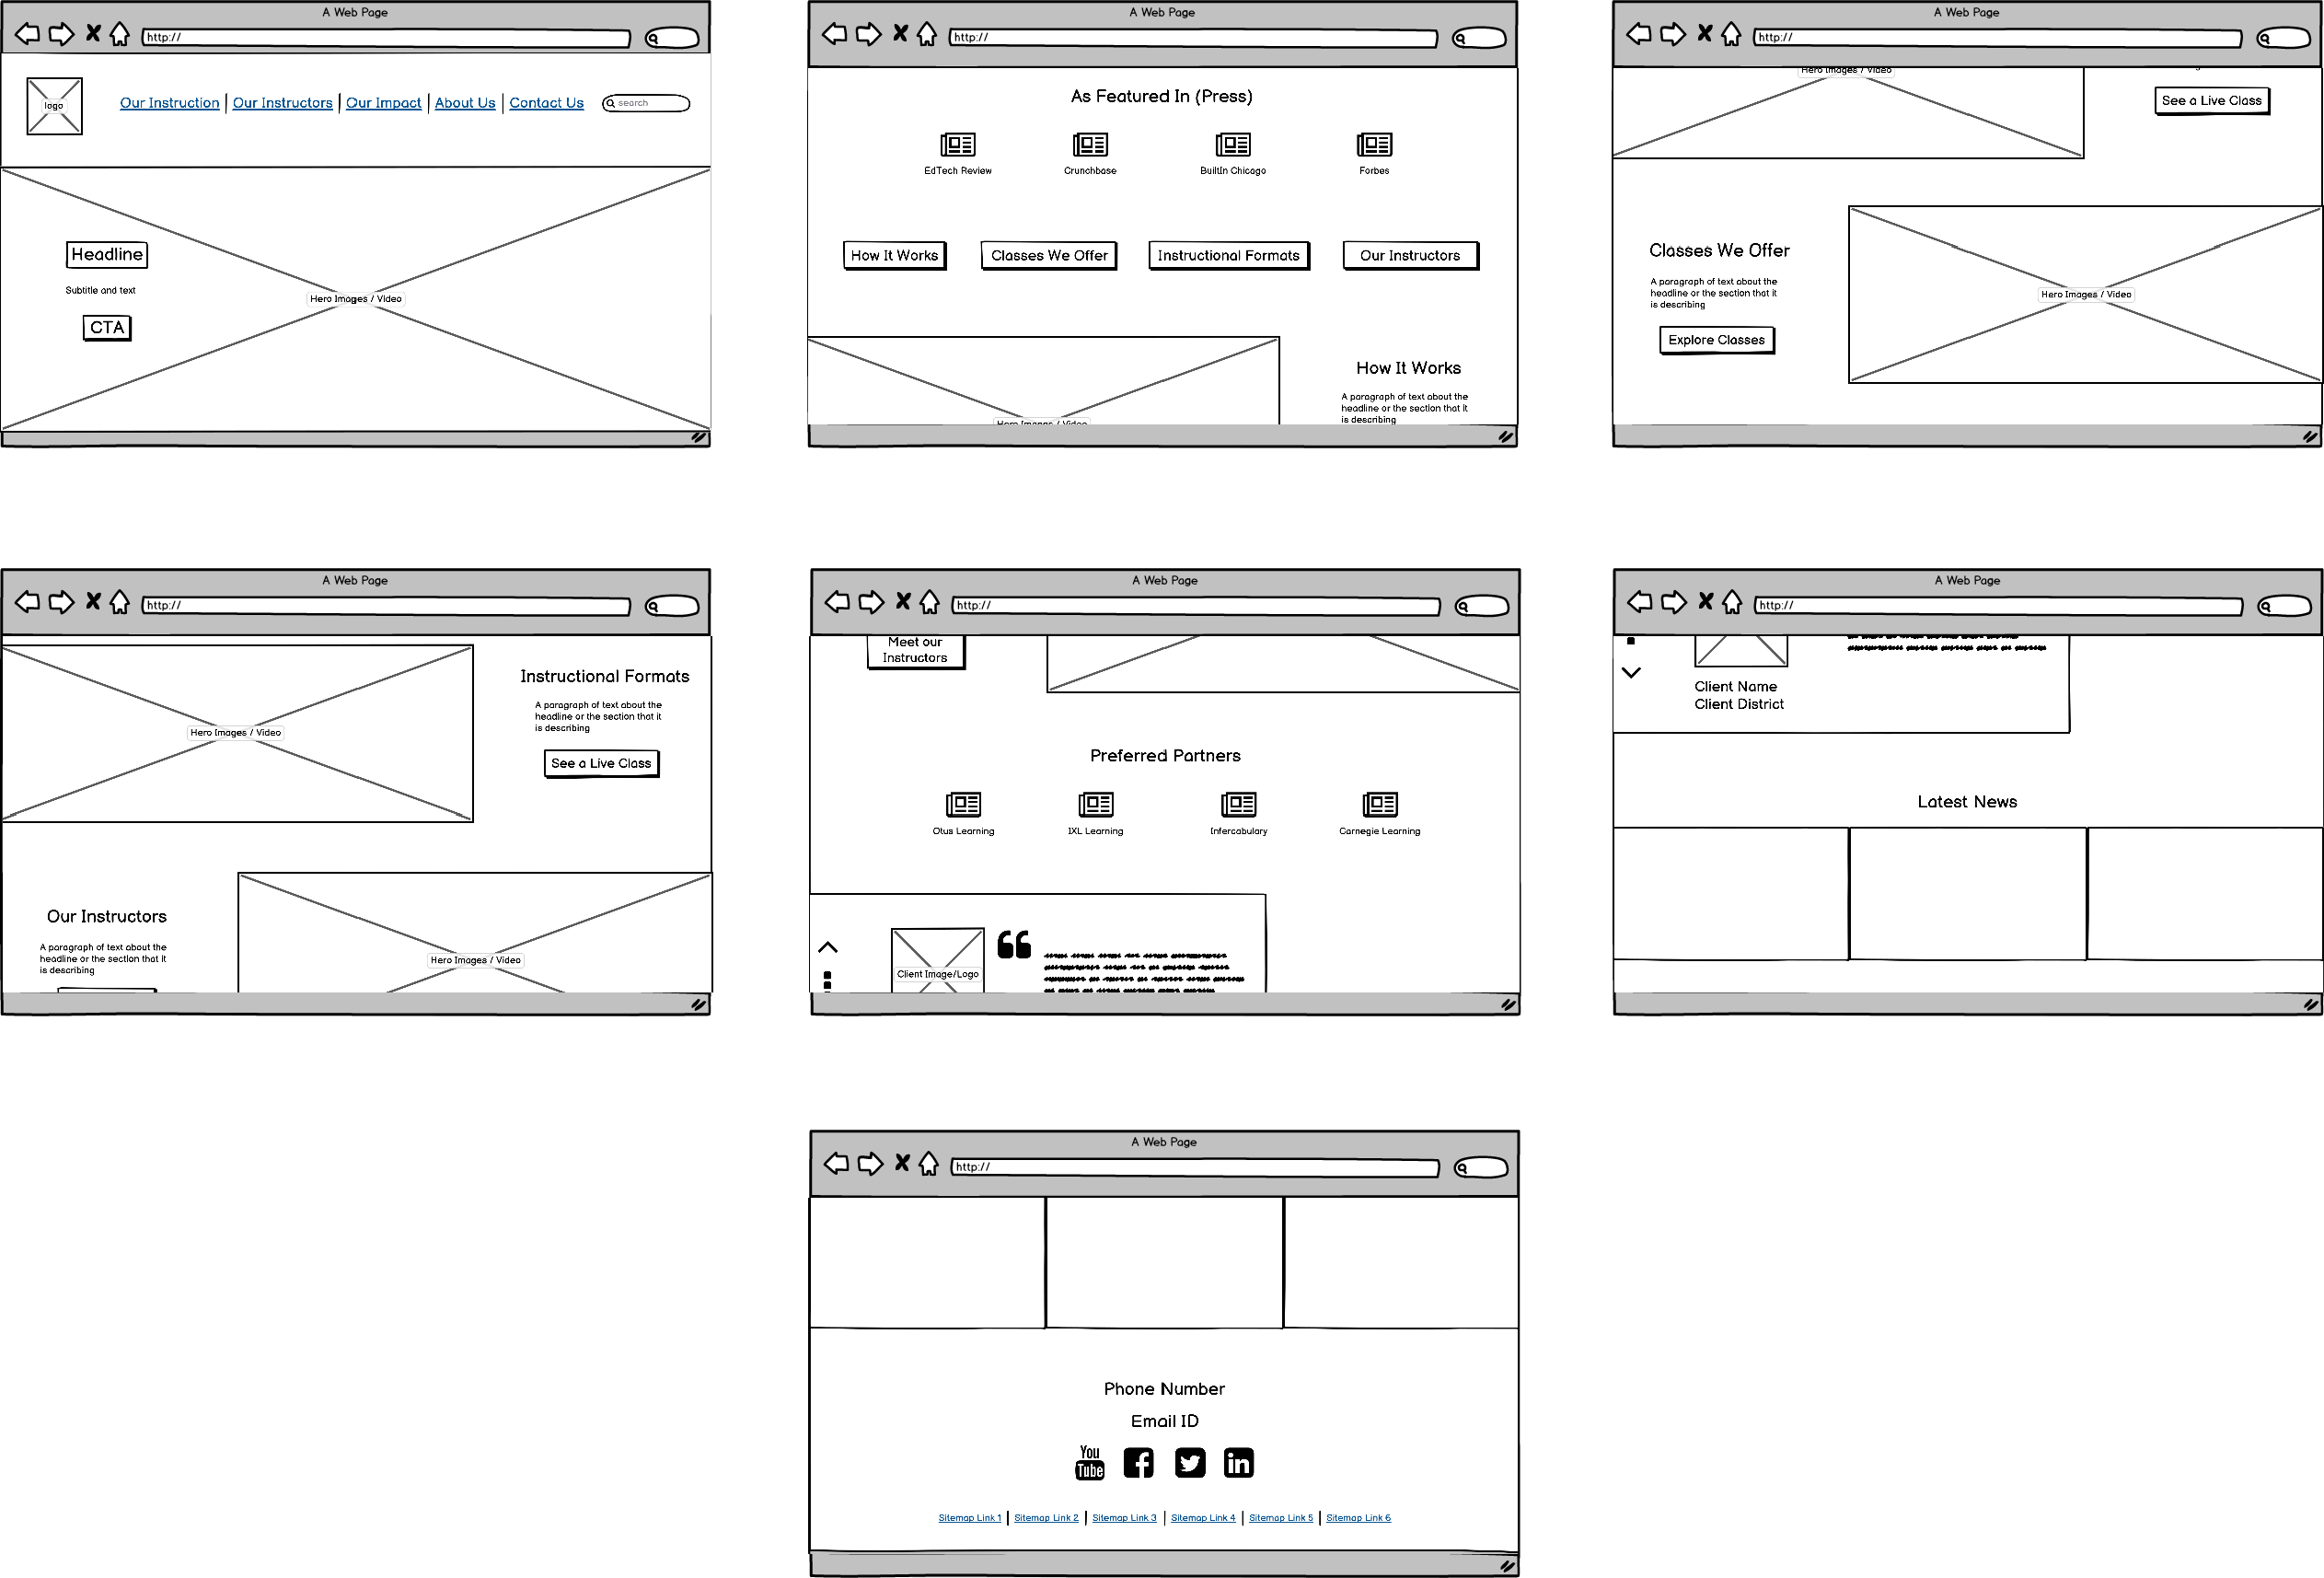 A Web Page
http://
logo
Our Instruction | Our Instructors | Our Impact | About Us | Contact Us
search
Headline
Subtitle and text
CTA
Hero Images / Video
A Web Page
http://
As Featured In (Press)
EdTech Review
Crunchbase
BuiltIn Chicago
Forbes
How It Works
Classes We Offer
Instructional Formats
Our Instructors
How It Works
A paragraph of text about the
headline or the section that it
is describing
Hero Images / Video
A Web Page
http://
Hero Images / Video
See a Live Class
Classes We Offer
A paragraph of text about the
headline or the section that it
is describing
Explore Classes
Hero Images / Video
A Web Page
http://
Hero Images / Video
Instructional Formats
A paragraph of text about the
headline or the section that it
is describing
See a Live Class
Our Instructors
A paragraph of text about the
headline or the section that it
is describing
Hero Images / Video
A Web Page
http://
Meet our
Instructors
Preferred Partners
Otus Learning
IXL Learning
Infercabulary
Carnegie Learning
Client Image/Logo
A Web Page
http://
Client Name
Client District
Latest News
A Web Page
http://
Phone Number
Email ID
You
Tube
f
in
Sitemap Link 1 | Sitemap Link 2 | Sitemap Link 3 | Sitemap Link 4 | Sitemap Link 5 | Sitemap Link 6